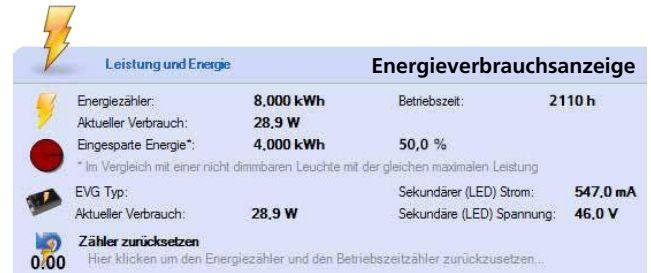 Leistung und Energie Energieverbrauchsanzeige
Energiezähler: 8,000 kWh Betriebszeit: 2110 h
Aktueller Verbrauch: 28,9 W
Eingesparte Energie*: 4,000 kWh 50,0 %
* Im Vergleich mit einer nicht dimmbaren Leuchte mit der gleichen maximalen Leistung
EVG Typ: Sekundärer (LED) Strom: 547,0 mA
Aktueller Verbrauch: 28,9 W Sekundäre (LED) Spannung: 46,0 V
Zähler zurücksetzen
0.00 Hier klicken um den Energiezähler und den Betriebszeitzähler zurückzusetzen...